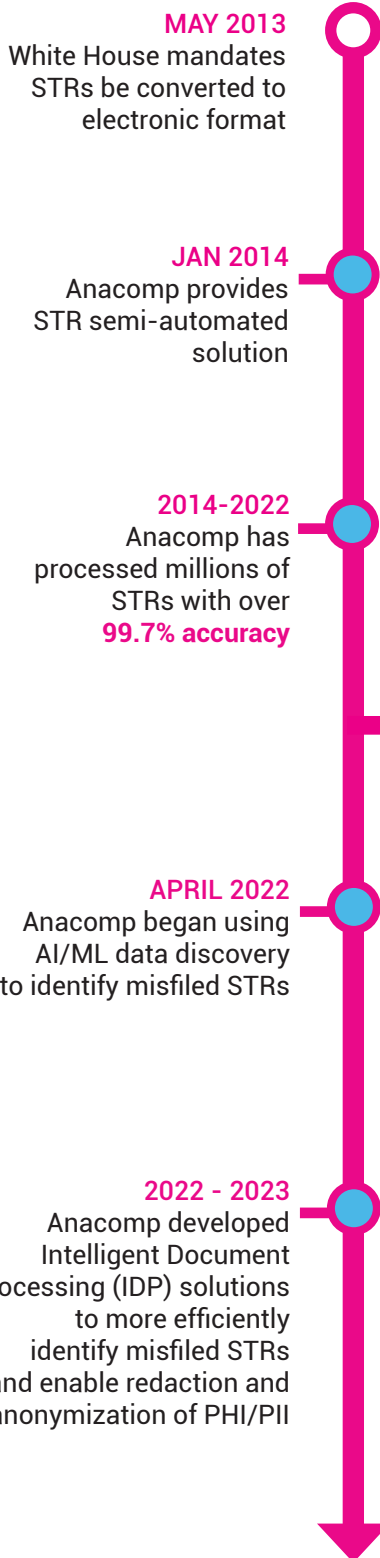 MAY 2013
White House mandates
STRs be converted to
electronic format
JAN 2014
Anacomp provides
STR semi-automated
solution
2014-2022
Anacomp has
processed millions of
STRs with over
99.7% accuracy
APRIL 2022
Anacomp began using
AI/ML data discovery
to identify misfiled STRs
2022 - 2023
Anacomp developed
Intelligent Document
ocessing (IDP) solutions
to more efficiently
identify misfiled STRs
and enable redaction and
anonymization of PHI/PII